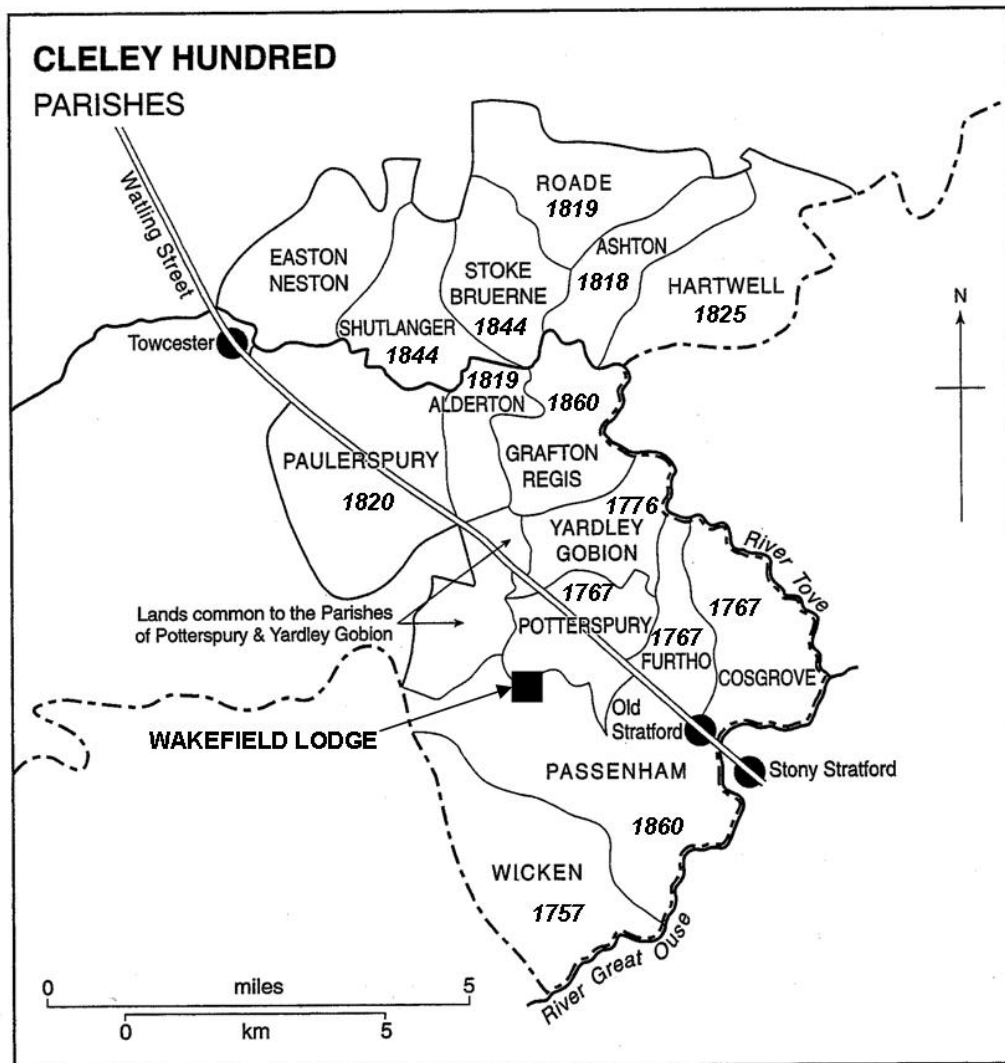 CLELEY HUNDRED
PARISHES
Watling Street
ROADE
1819
EASTON
NESTON
STOKE
BRUERNE
1844
ASHTON
1818
HARTWELL
1825
SHUTLANGER
1844
Towcester
N
1819
ALDERTON
1860
GRAFTON
REGIS
PAULERSPURY
1820
1776
YARDLEY
GOBION
River Tove
Lands common to the Parishes
of Potterspury & Yardley Gobion
1767
POTTERSPURY
1767
FURTHO
1767
COSGROVE
WAKEFIELD LODGE
Old
Stratford
Stony Stratford
PASSENHAM
1860
WICKEN
1757
River Great Ouse
0 miles 5
0 km 5